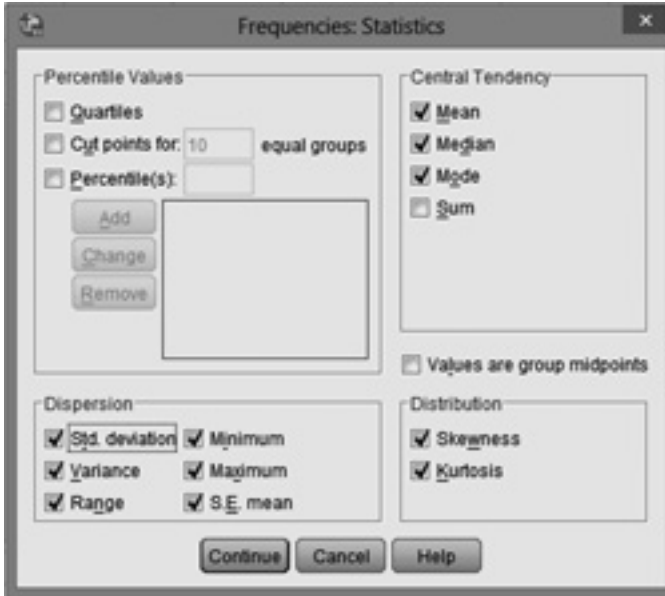 Frequencies: Statistics
Percentile Values
Quartiles
Cut points for: 10 equal groups
Percentile(s):
Add
Change
Remove
Central Tendency
Mean
Median
Mode
Sum
Values are group midpoints
Dispersion
Std. deviation Minimum
Variance Maximum
Range S.E. mean
Distribution
Skewness
Kurtosis
Continue Cancel Help